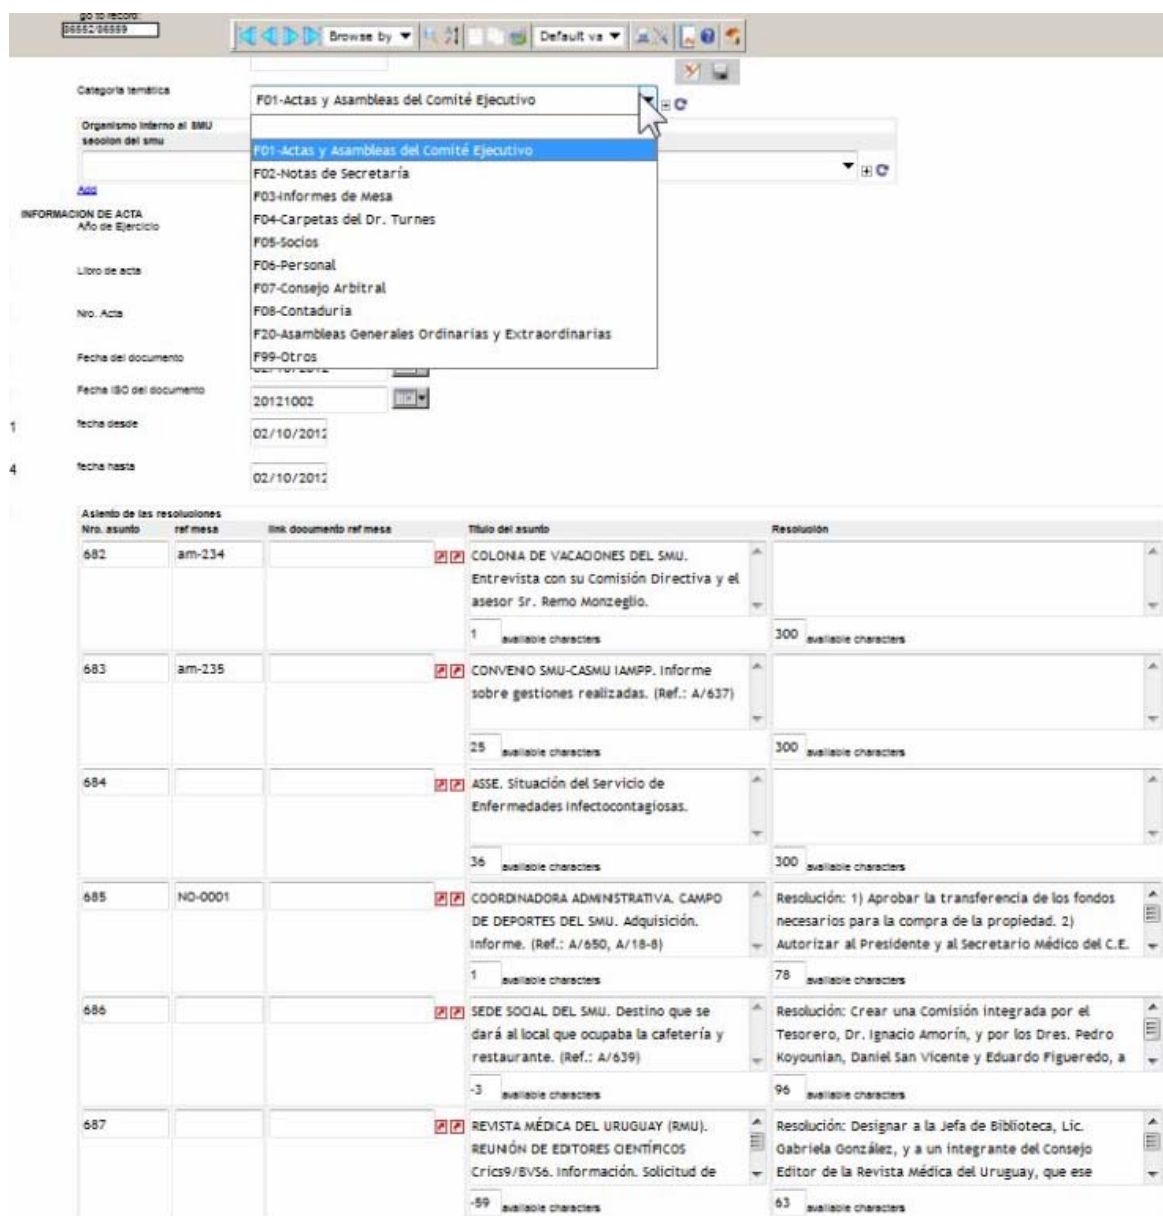 go to record:
06552/06559
Browse by
Default va
Categoría temática
F01-Actas y Asambleas del Comité Ejecutivo
Organismo Interno al SMU
seccion del smu
F01-Actas y Asambleas del Comité Ejecutivo
F02-Notas de Secretaría
F03-Informes de Mesa
F04-Carpetas del Dr. Turnes
F05-Socios
F06-Personal
F07-Consejo Arbitral
F08-Contaduría
F20-Asambleas Generales Ordinarias y Extraordinarias
F99-Otros
Add
INFORMACION DE ACTA
Año de Ejercicio
Libro de acta
Nro. Acta
Fecha del documento
02/10/2012
Fecha ISO del documento
20121002
1
fecha desde
02/10/2012
4
fecha hasta
02/10/2012
Asiento de las resoluciones
Nro. asunto ref mesa link documento ref mesa Título del asunto Resolución
682 am-234 COLONIA DE VACACIONES DEL SMU.
Entrevista con su Comisión Directiva y el
asesor Sr. Remo Monzeglio.
1 available characters 300 available characters
683 am-235 CONVENIO SMU-CASMU IAMPP. Informe
sobre gestiones realizadas. (Ref.: A/637)
25 available characters 300 available characters
684 ASSE. Situación del Servicio de
Enfermedades Infectocontagiosas.
36 available characters 300 available characters
685 NO-0001 COORDINADORA ADMINISTRATIVA. CAMPO
DE DEPORTES DEL SMU. Adquisición.
Informe. (Ref.: A/650, A/18-8)
Resolución: 1) Aprobar la transferencia de los fondos
necesarios para la compra de la propiedad. 2)
Autorizar al Presidente y al Secretario Médico del C.E.
1 available characters 78 available characters
686 SEDE SOCIAL DEL SMU. Destino que se
dará al local que ocupaba la cafetería y
restaurante. (Ref.: A/639)
Resolución: Crear una Comisión integrada por el
Tesorero, Dr. Ignacio Amorín, y por los Dres. Pedro
Koyounian, Daniel San Vicente y Eduardo Figueredo, a
-3 available characters 96 available characters
687 REVISTA MÉDICA DEL URUGUAY (RMU).
REUNIÓN DE EDITORES CIENTÍFICOS
Crics9/BVS6. Información. Solicitud de
Resolución: Designar a la Jefa de Biblioteca, Lic.
Gabriela González, y a un integrante del Consejo
Editor de la Revista Médica del Uruguay, que ese
-59 available characters 63 available characters